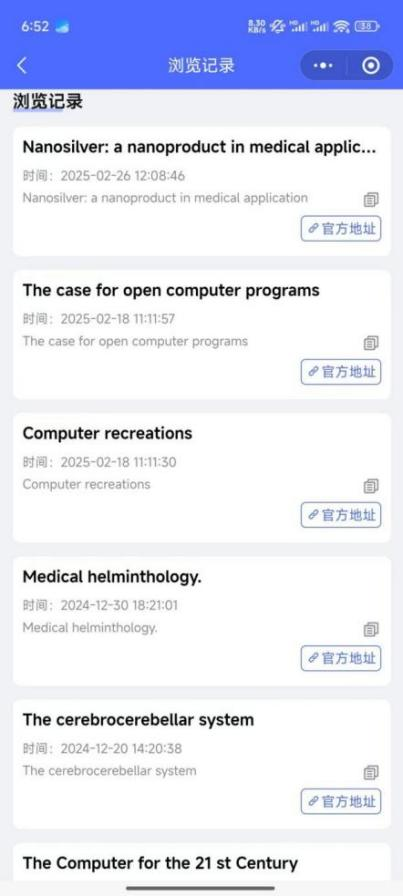 6:52
8.30 KB/s HD HD 38
浏览记录
浏览记录
Nanosilver: a nanoproduct in medical applic...
时间：2025-02-26 12:08:46
Nanosilver: a nanoproduct in medical application
官方地址
The case for open computer programs
时间：2025-02-18 11:11:57
The case for open computer programs
官方地址
Computer recreations
时间：2025-02-18 11:11:30
Computer recreations
官方地址
Medical helminthology.
时间：2024-12-30 18:21:01
Medical helminthology.
官方地址
The cerebrocerebellar system
时间：2024-12-20 14:20:38
The cerebrocerebellar system
官方地址
The Computer for the 21 st Century